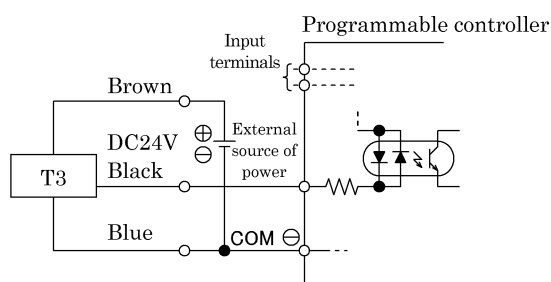 Programmable controller
Input
terminals
Brown
DC24V
⊕
⊖
External
source of
power
T3
Black
Blue
COM ⊖